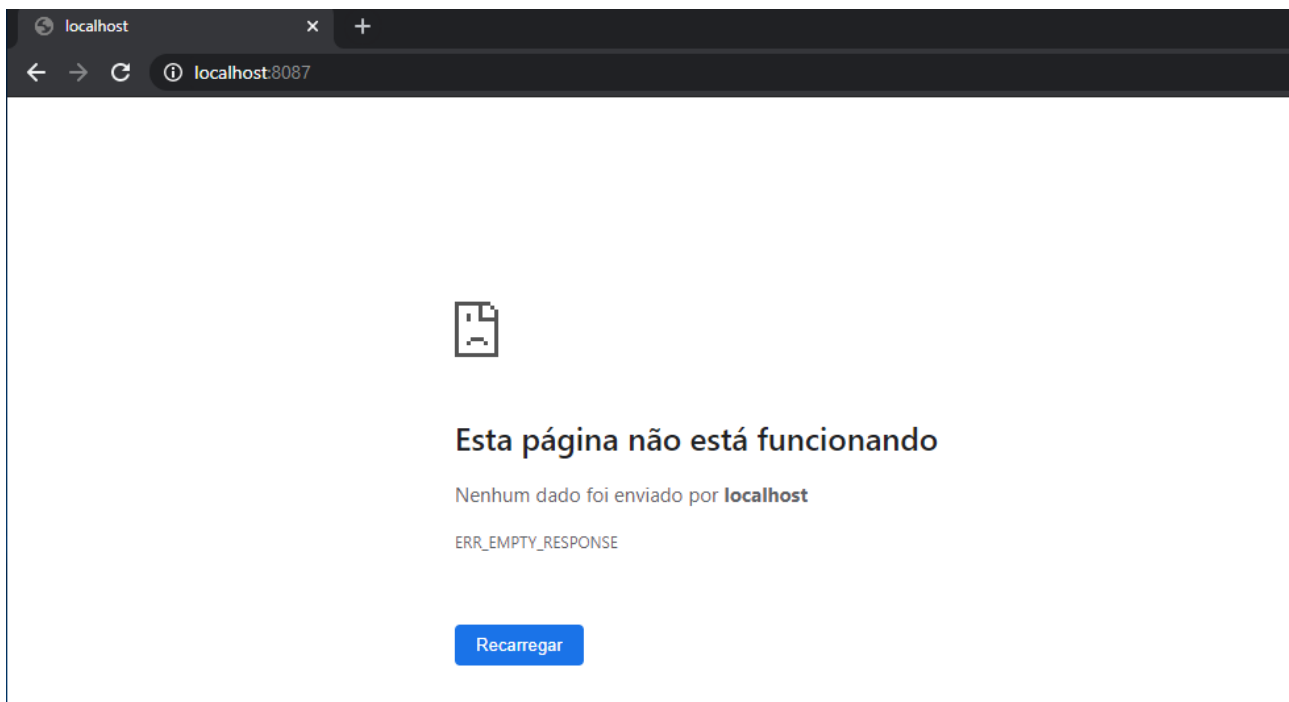 localhost
localhost:8087
Esta página não está funcionando
Nenhum dado foi enviado por localhost
ERR_EMPTY_RESPONSE
Recarregar